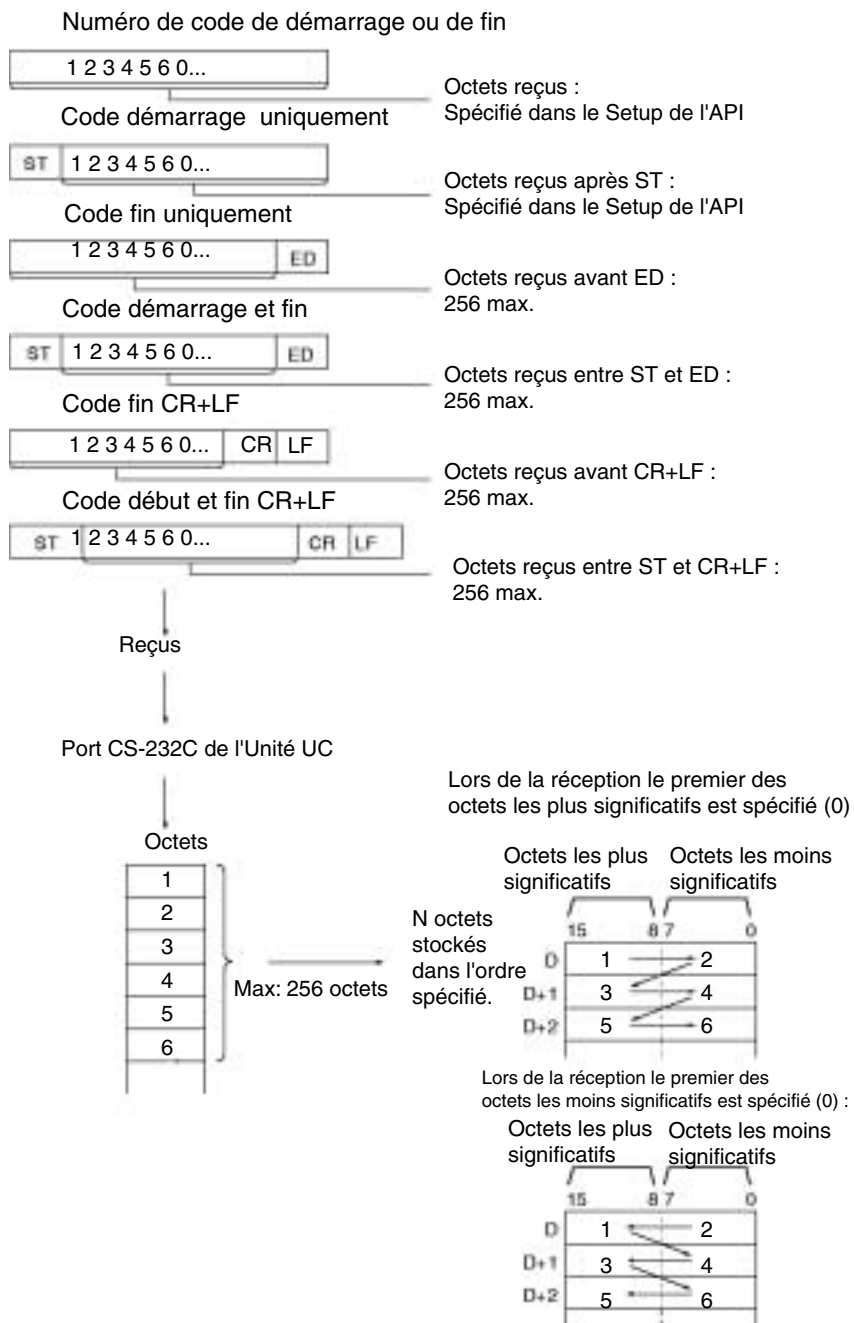 Numéro de code de démarrage ou de fin
1 2 3 4 5 6 0...
Octets reçus :
Spécifié dans le Setup de l'API
Code démarrage uniquement
ST 1 2 3 4 5 6 0...
Octets reçus après ST :
Spécifié dans le Setup de l'API
Code fin uniquement
1 2 3 4 5 6 0... ED
Octets reçus avant ED :
256 max.
Code démarrage et fin
ST 1 2 3 4 5 6 0... ED
Octets reçus entre ST et ED :
256 max.
Code fin CR+LF
1 2 3 4 5 6 0... CR LF
Octets reçus avant CR+LF :
256 max.
Code début et fin CR+LF
ST 1 2 3 4 5 6 0... CR LF
Octets reçus entre ST et CR+LF :
256 max.
Reçus
Port CS-232C de l'Unité UC
Octets
1
2
3
4
5
6
Max: 256 octets
N octets
stockés
dans l'ordre
spécifié.
Lors de la réception le premier des
octets les plus significatifs est spécifié (0)
Octets les plus Octets les moins
significatifs significatifs
15 8 7 0
D 1 2
D+1 3 4
D+2 5 6
Lors de la réception le premier des
octets les moins significatifs est spécifié (0) :
Octets les plus Octets les moins
significatifs significatifs
15 8 7 0
D 1 2
D+1 3 4
D+2 5 6